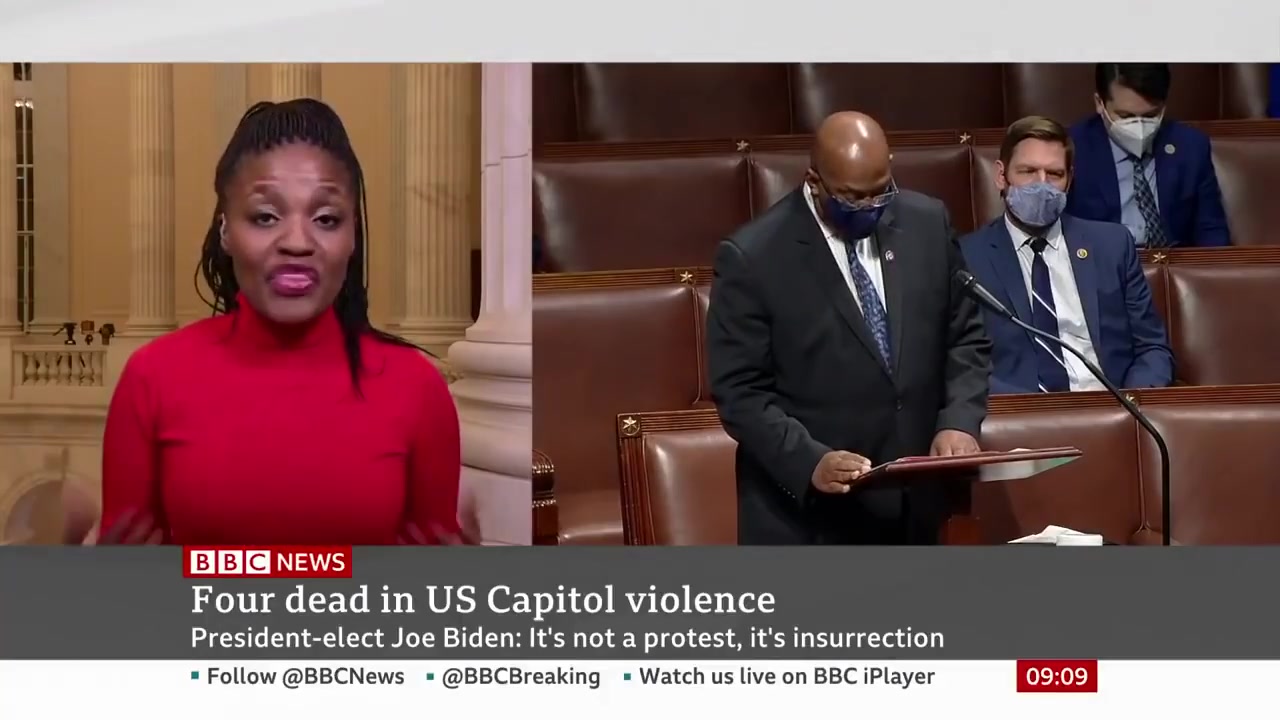 BBC NEWS
Four dead in US Capitol violence
President-elect Joe Biden: It's not a protest, it's insurrection
Follow @BBCNews @BBCBreaking Watch us live on BBC iPlayer 09:09